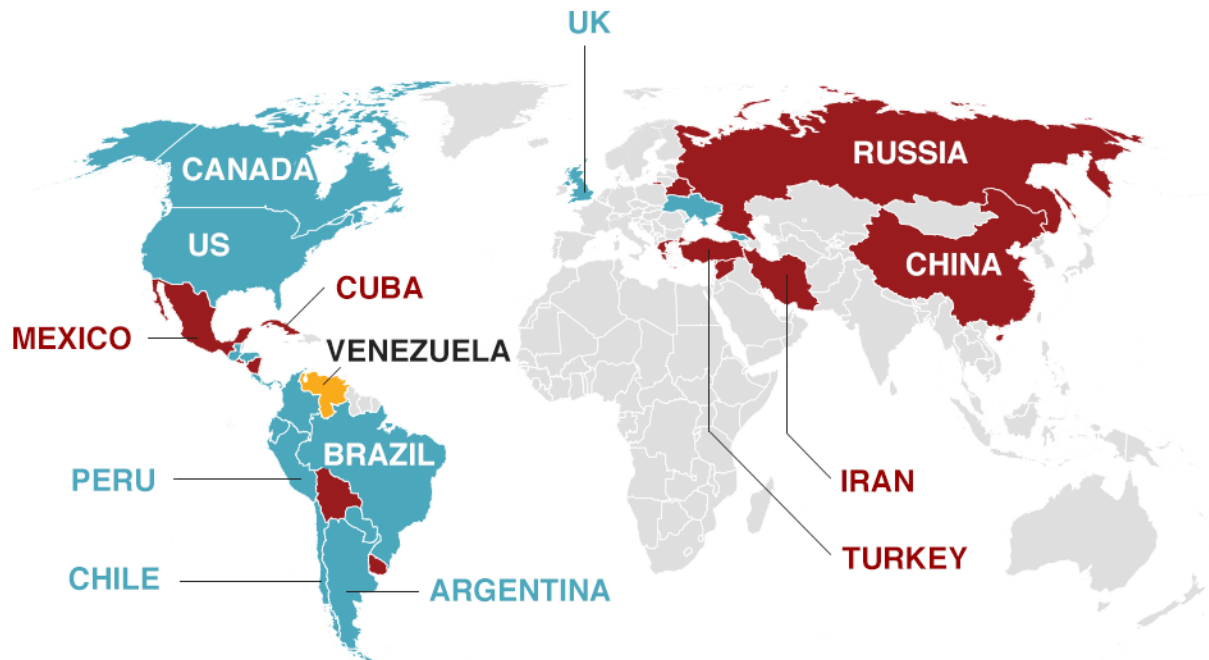 UK
CANADA
RUSSIA
US
CHINA
CUBA
MEXICO
VENEZUELA
BRAZIL
PERU
IRAN
TURKEY
CHILE
ARGENTINA